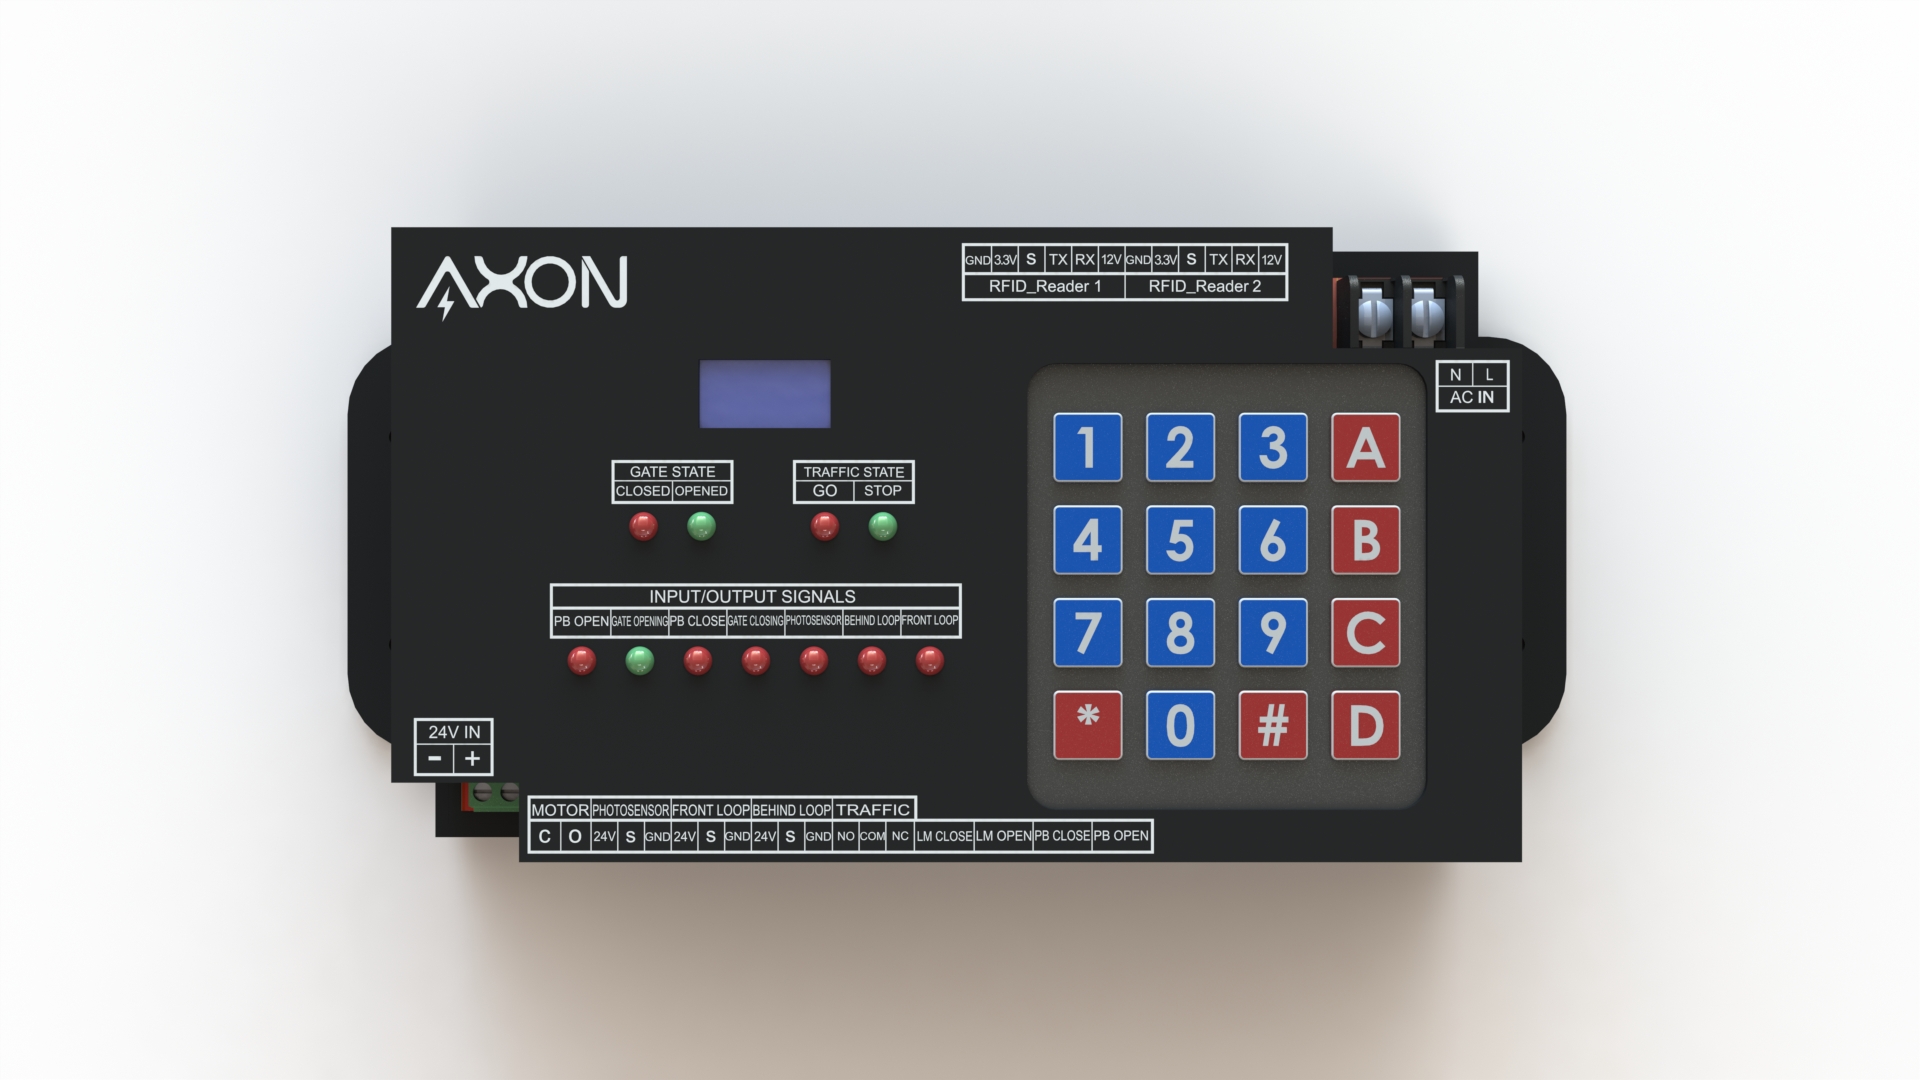 AXON
GND 3.3V S TX RX 12V GND 3.3V S TX RX 12V
RFID_Reader 1 RFID_Reader 2
N L
AC IN
GATE STATE
CLOSED OPENED
TRAFFIC STATE
GO STOP
INPUT/OUTPUT SIGNALS
PB OPEN GATE OPENING PB CLOSE GATE CLOSING PHOTOSENSOR BEHIND LOOP FRONT LOOP
1 2 3 A
4 5 6 B
7 8 9 C
* 0 # D
24V IN
- +
MOTOR PHOTOSENSOR FRONT LOOP BEHIND LOOP TRAFFIC
C O 24V S GND 24V S GND 24V S GND NO COM NC LM CLOSE LM OPEN PB CLOSE PB OPEN